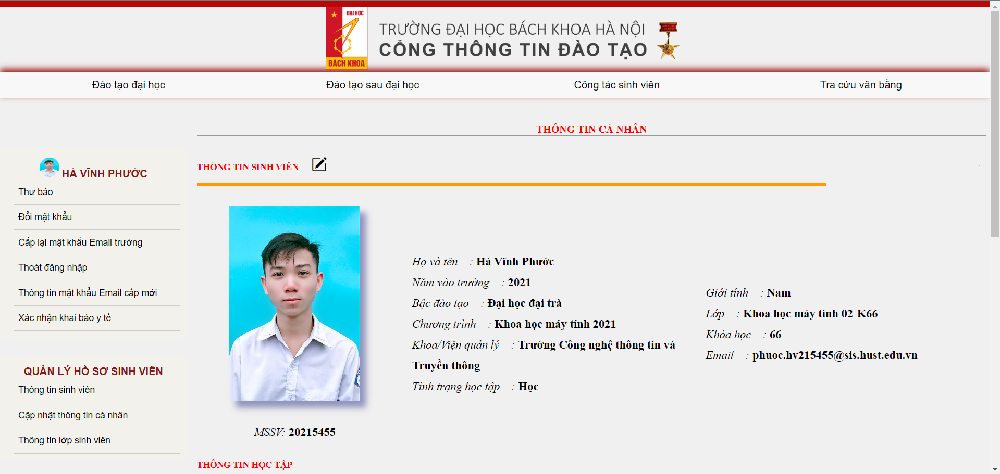 ĐẠI HỌC
BÁCH KHOA
TRƯỜNG ĐẠI HỌC BÁCH KHOA HÀ NỘI
CỔNG THÔNG TIN ĐÀO TẠO
Đào tạo đại học
Đào tạo sau đại học
Công tác sinh viên
Tra cứu văn bằng
THÔNG TIN CÁ NHÂN
HÀ VĨNH PHƯỚC
Thư báo
Đổi mật khẩu
Cấp lại mật khẩu Email trường
Thoát đăng nhập
Thông tin mật khẩu Email cấp mới
Xác nhận khai báo y tế
QUẢN LÝ HỒ SƠ SINH VIÊN
Thông tin sinh viên
Cập nhật thông tin cá nhân
Thông tin lớp sinh viên
THÔNG TIN SINH VIÊN
MSSV: 20215455
Họ và tên : Hà Vĩnh Phước
Năm vào trường : 2021
Bậc đào tạo : Đại học đại trà
Chương trình : Khoa học máy tính 2021
Khoa/Viện quản lý : Trường Công nghệ thông tin và
Truyền thông
Tình trạng học tập : Học
Giới tính : Nam
Lớp : Khoa học máy tính 02-K66
Khóa học : 66
Email : phuoc.hv215455@sis.hust.edu.vn
THÔNG TIN HỌC TẬP